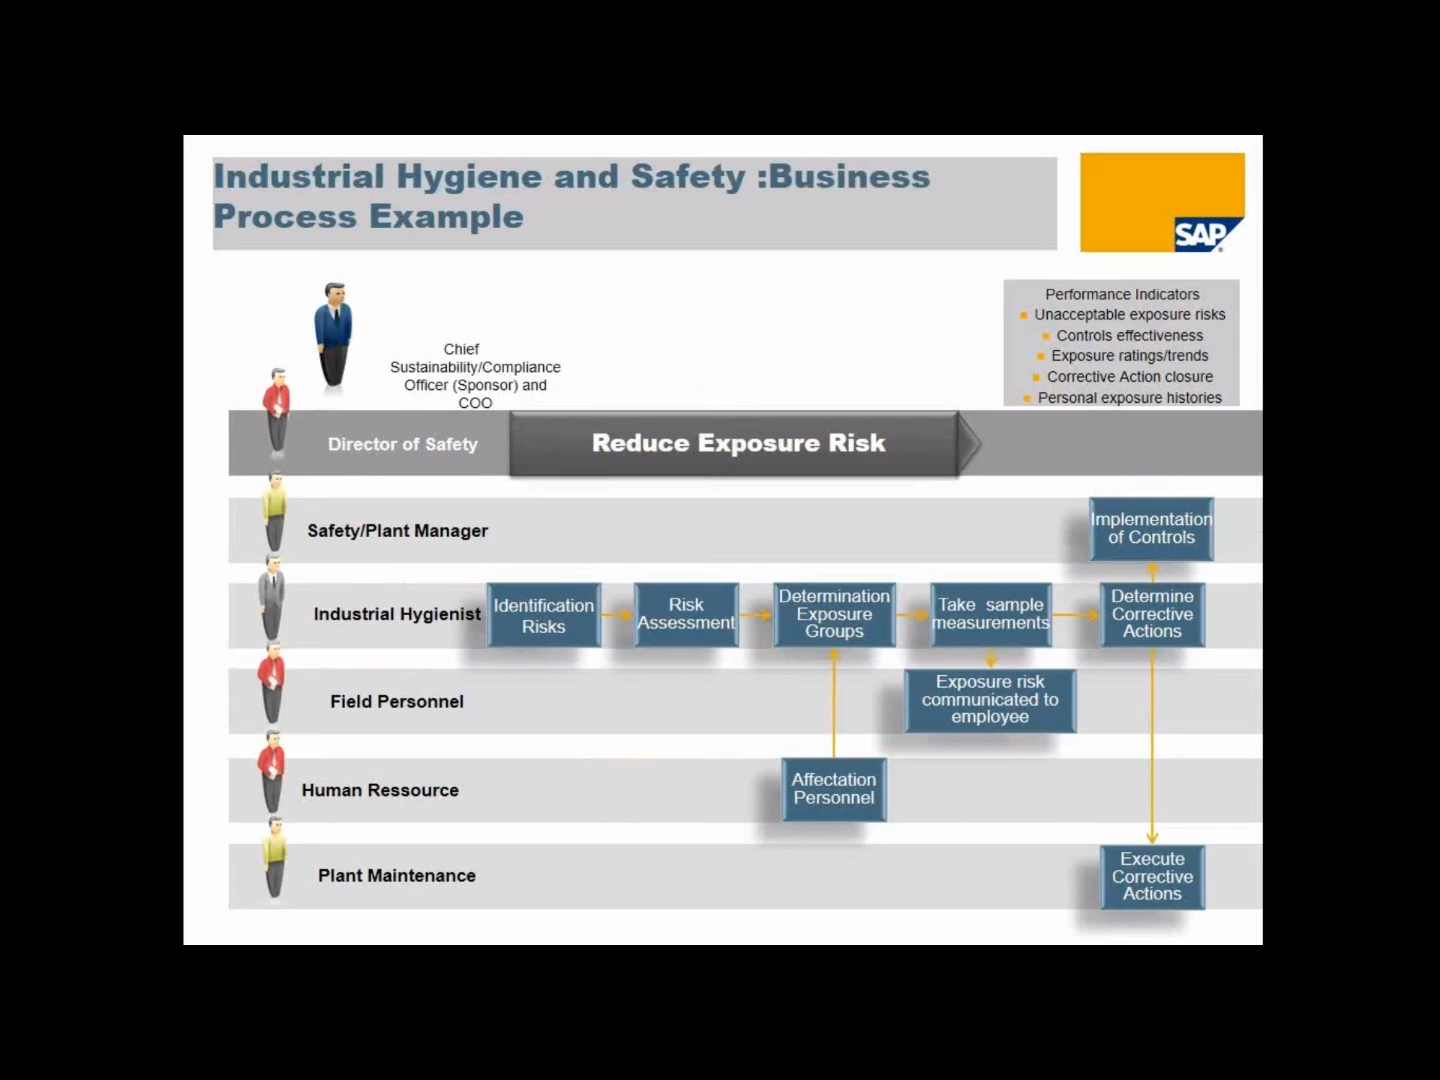 Industrial Hygiene and Safety :Business
Process Example
SAP
Performance Indicators
Unacceptable exposure risks
Controls effectiveness
Exposure ratings/trends
Corrective Action closure
Personal exposure histories
Chief
Sustainability/Compliance
Officer (Sponsor) and
COO
Director of Safety
Reduce Exposure Risk
Safety/Plant Manager
Implementation
of Controls
Industrial Hygienist
Identification
Risks
Risk
Assessment
Determination
Exposure
Groups
Take sample
measurements
Determine
Corrective
Actions
Field Personnel
Exposure risk
communicated to
employee
Human Ressource
Affectation
Personnel
Plant Maintenance
Execute
Corrective
Actions